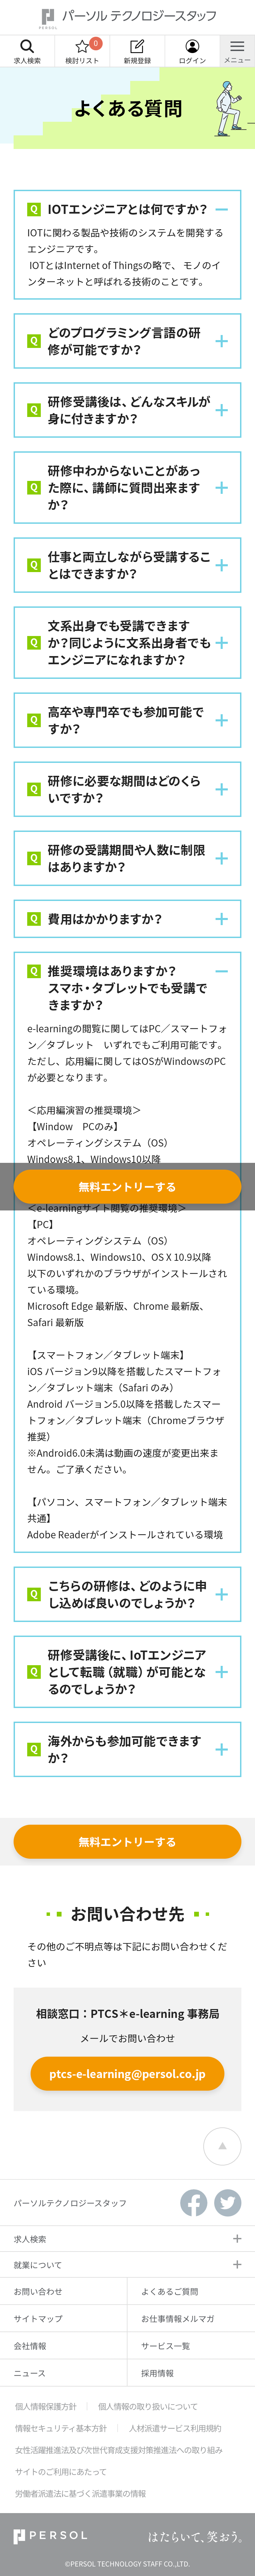 PERSOL パーソル テクノロジースタッフ
求人検索
0
検討リスト
新規登録
ログイン
メニュー
よくある質問
Q IOTエンジニアとは何ですか？
IOTに関わる製品や技術のシステムを開発する
エンジニアです。
IOTとはInternet of Thingsの略で、 モノのイ
ンターネットと呼ばれる技術のことです。
Q どのプログラミング言語の研
修が可能ですか？
Q 研修受講後は、どんなスキルが
身に付きますか？
Q 研修中わからないことがあっ
た際に、講師に質問出来ます
か？
Q 仕事と両立しながら受講するこ
とはできますか？
Q 文系出身でも受講できます
か？同じように文系出身者でも
エンジニアになれますか？
Q 高卒や専門卒でも参加可能で
すか？
Q 研修に必要な期間はどのくら
いですか？
Q 研修の受講期間や人数に制限
はありますか？
Q 費用はかかりますか？
Q 推奨環境はありますか？
スマホ・タブレットでも受講で
きますか？
e-learningの閲覧に関してはPC／スマートフォ
ン／タブレット　いずれでもご利用可能です。
ただし、応用編に関してはOSがWindowsのPC
が必要となります。
＜応用編演習の推奨環境＞
【Window　PCのみ】
オペレーティングシステム（OS）
Windows8.1、Windows10以降
無料エントリーする
＜e-learningサイト閲覧の推奨環境＞
【PC】
オペレーティングシステム（OS）
Windows8.1、Windows10、OS X 10.9以降
以下のいずれかのブラウザがインストールされ
ている環境。
Microsoft Edge 最新版、Chrome 最新版、
Safari 最新版
【スマートフォン／タブレット端末】
iOS バージョン9以降を搭載したスマートフォ
ン／タブレット端末（Safari のみ）
Android バージョン5.0以降を搭載したスマー
トフォン／タブレット端末（Chromeブラウザ
推奨）
※Android6.0未満は動画の速度が変更出来ま
せん。ご了承ください。
【パソコン、スマートフォン／タブレット端末
共通】
Adobe Readerがインストールされている環境
Q こちらの研修は、どのように申
し込めば良いのでしょうか？
Q 研修受講後に、IoTエンジニア
として転職（就職）が可能とな
るのでしょうか？
Q 海外からも参加可能できます
か？
無料エントリーする
お問い合わせ先
その他のご不明点等は下記にお問い合わせくだ
さい
相談窓口：PTCS＊e-learning 事務局
メールでお問い合わせ
ptcs-e-learning@persol.co.jp
パーソルテクノロジースタッフ
求人検索
就業について
お問い合わせ
よくあるご質問
サイトマップ
お仕事情報メルマガ
会社情報
サービス一覧
ニュース
採用情報
個人情報保護方針
個人情報の取り扱いについて
情報セキュリティ基本方針
人材派遣サービス利用規約
女性活躍推進法及び次世代育成支援対策推進法への取り組み
サイトのご利用にあたって
労働者派遣法に基づく派遣事業の情報
PERSOL
はたらいて、笑おう。
©PERSOL TECHNOLOGY STAFF CO.,LTD.